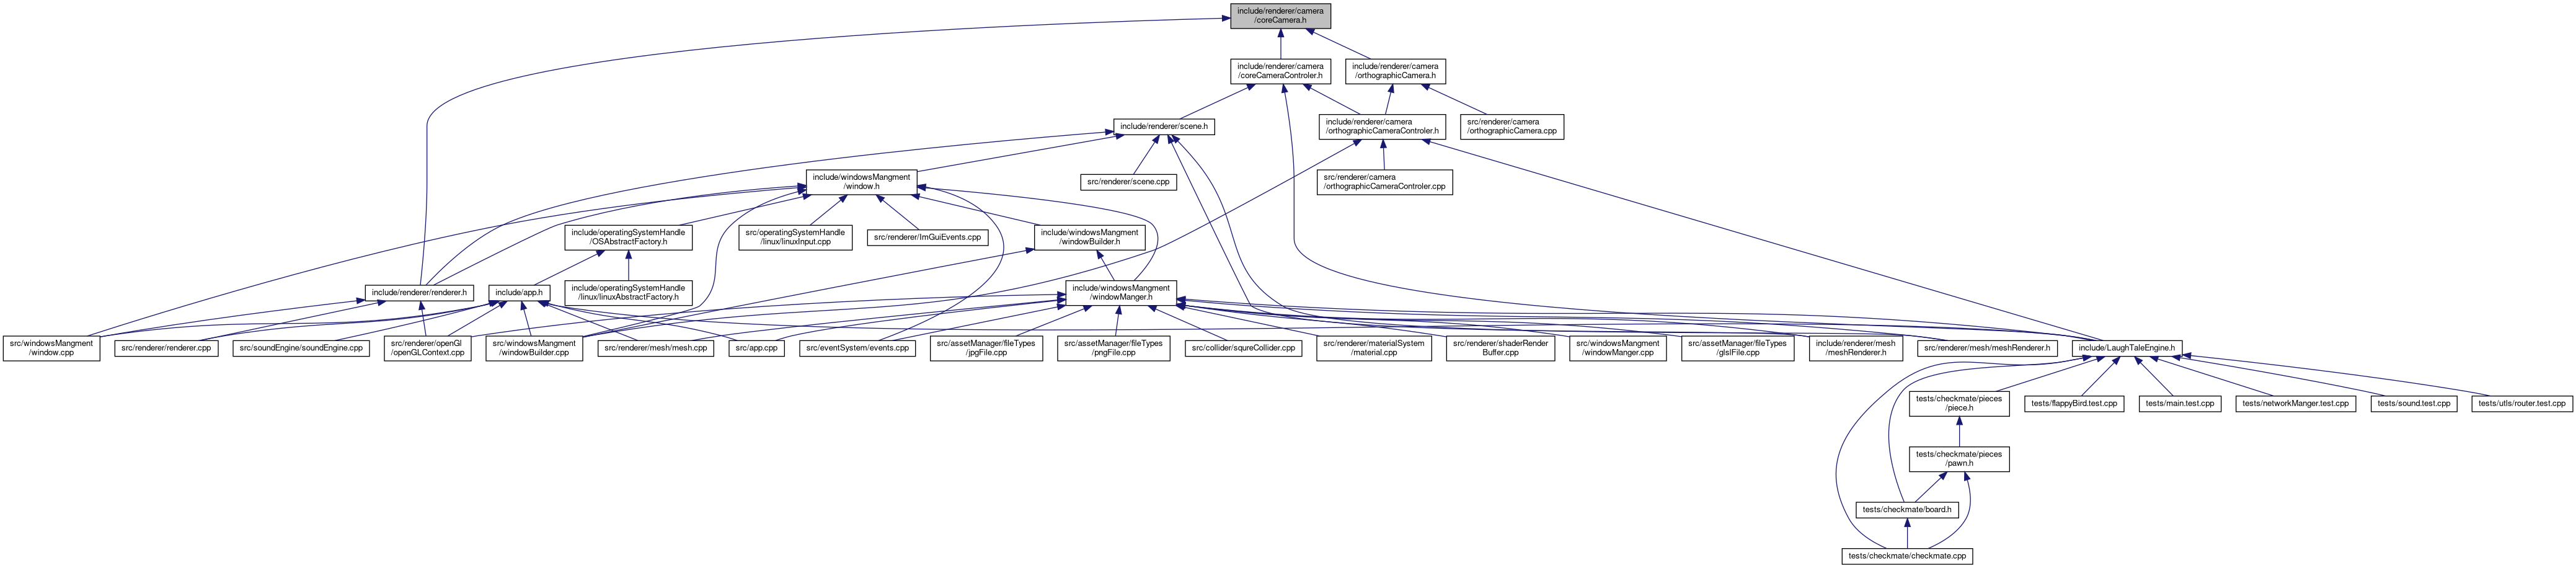 include/renderer/camera
/coreCamera.h
include/renderer/camera
/coreCameraControler.h
include/renderer/camera
/orthographicCamera.h
include/renderer/scene.h
include/renderer/camera
/orthographicCameraControler.h
src/renderer/camera
/orthographicCamera.cpp
include/windowsMangment
/window.h
src/renderer/scene.cpp
src/renderer/camera
/orthographicCameraControler.cpp
include/operatingSystemHandle
/OSAbstractFactory.h
src/operatingSystemHandle
/linux/linuxInput.cpp
src/renderer/ImGuiEvents.cpp
include/windowsMangment
/windowBuilder.h
include/renderer/renderer.h
include/app.h
include/operatingSystemHandle
/linux/linuxAbstractFactory.h
include/windowsMangment
/windowManger.h
src/windowsMangment
/window.cpp
src/renderer/renderer.cpp
src/soundEngine/soundEngine.cpp
src/renderer/openGl
/openGLContext.cpp
src/windowsMangment
/windowBuilder.cpp
src/renderer/mesh/mesh.cpp
src/app.cpp
src/eventSystem/events.cpp
src/assetManager/fileTypes
/jpgFile.cpp
src/assetManager/fileTypes
/pngFile.cpp
src/collider/squreCollider.cpp
src/renderer/materialSystem
/material.cpp
src/renderer/shaderRender
Buffer.cpp
src/windowsMangment
/windowManger.cpp
src/assetManager/fileTypes
/glslFile.cpp
include/renderer/mesh
/meshRenderer.h
src/renderer/mesh/meshRenderer.h
include/LaughTaleEngine.h
tests/checkmate/pieces
/piece.h
tests/flappyBird.test.cpp
tests/main.test.cpp
tests/networkManger.test.cpp
tests/sound.test.cpp
tests/utls/router.test.cpp
tests/checkmate/pieces
/pawn.h
tests/checkmate/board.h
tests/checkmate/checkmate.cpp